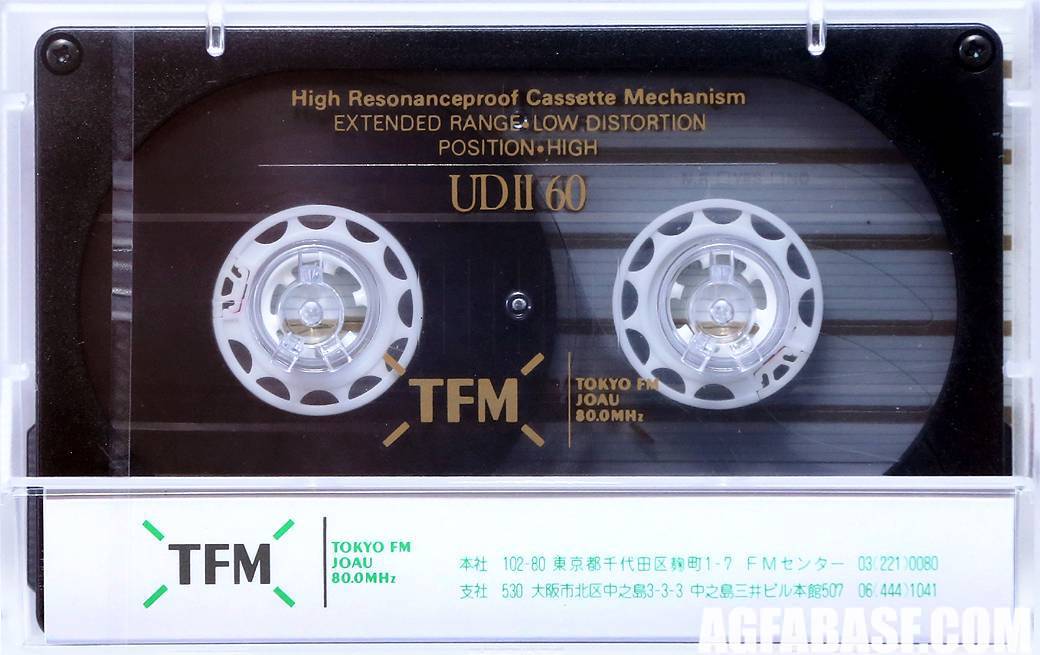 High Resonanceproof Cassette Mechanism
EXTENDED RANGE•LOW DISTORTION
POSITION•HIGH
UDII 60
TFM
TOKYO FM
JOAU
80.0MHz
TFM
TOKYO FM
JOAU
80.0MHz
本社 102-80 東京都千代田区麹町1-7 FMセンター 03(221)0080
支社 530 大阪市北区中之島3-3-3 中之島三井ビル本館507 06(444)1041
AGFABASF.COM